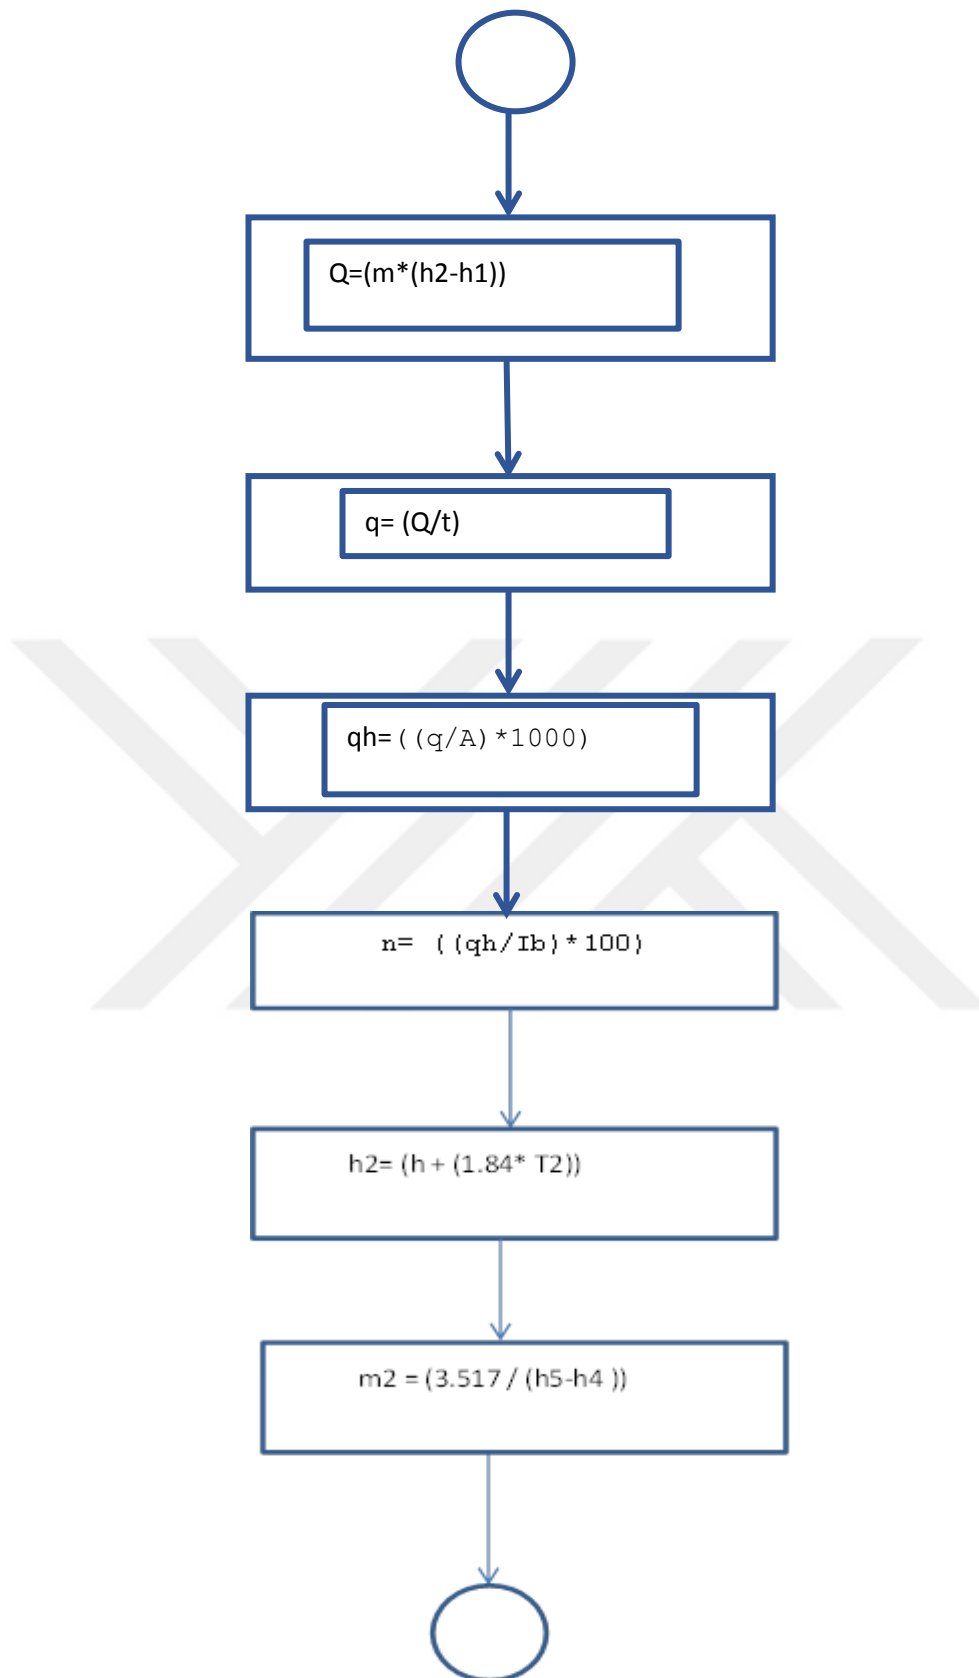 Q=(m*(h2-h1))
q= (Q/t)
qh=((q/A)*1000)
n= ((qh/Ib)*100)
h2= (h + (1.84* T2))
m2 = (3.517 / (h5-h4 ))